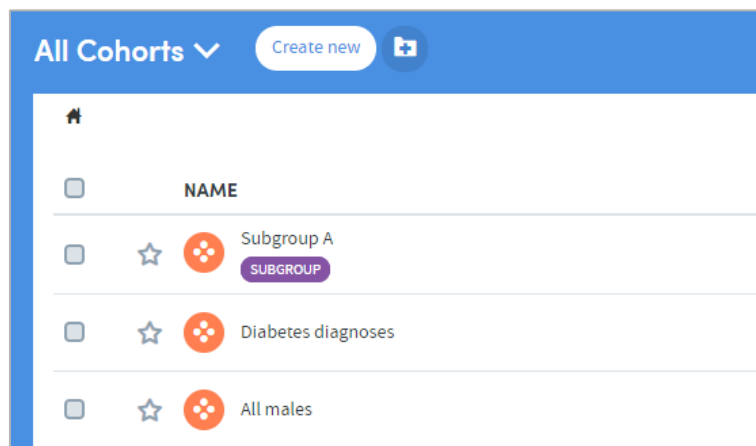 All Cohorts
Create new
NAME
Subgroup A
SUBGROUP
Diabetes diagnoses
All males